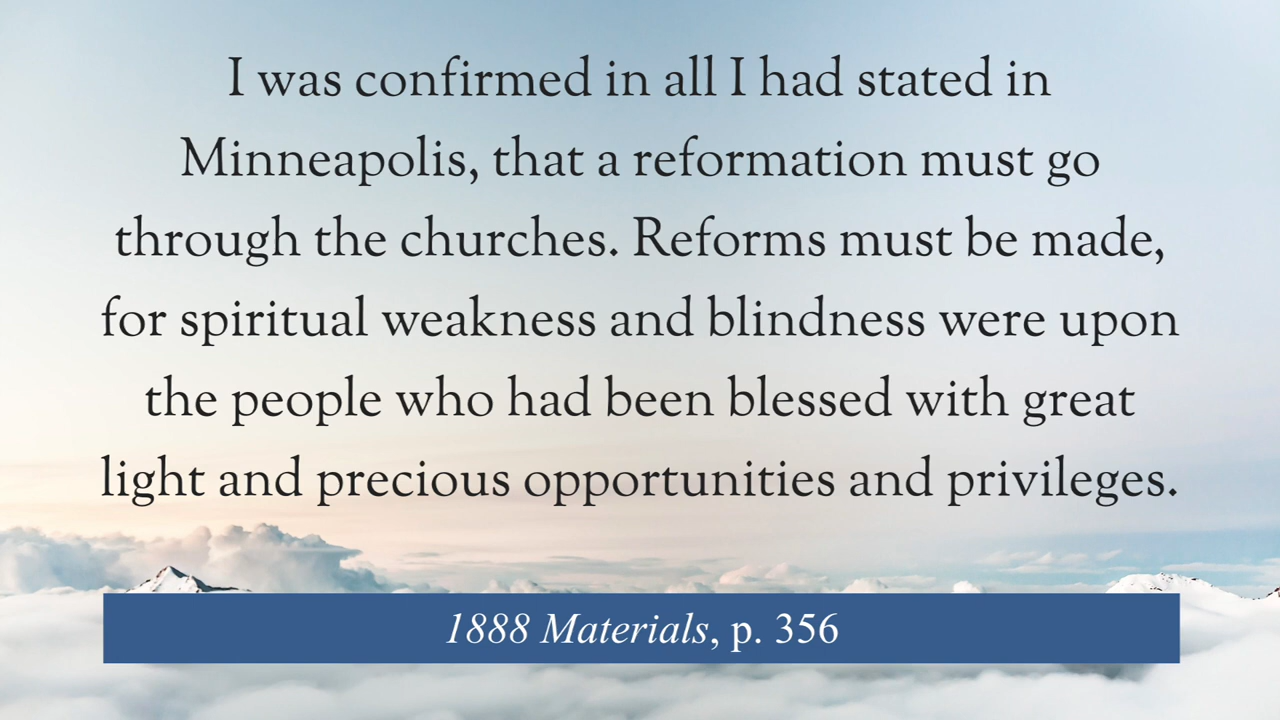 I was confirmed in all I had stated in
Minneapolis, that a reformation must go
through the churches. Reforms must be made,
for spiritual weakness and blindness were upon
the people who had been blessed with great
light and precious opportunities and privileges.
1888 Materials, p. 356